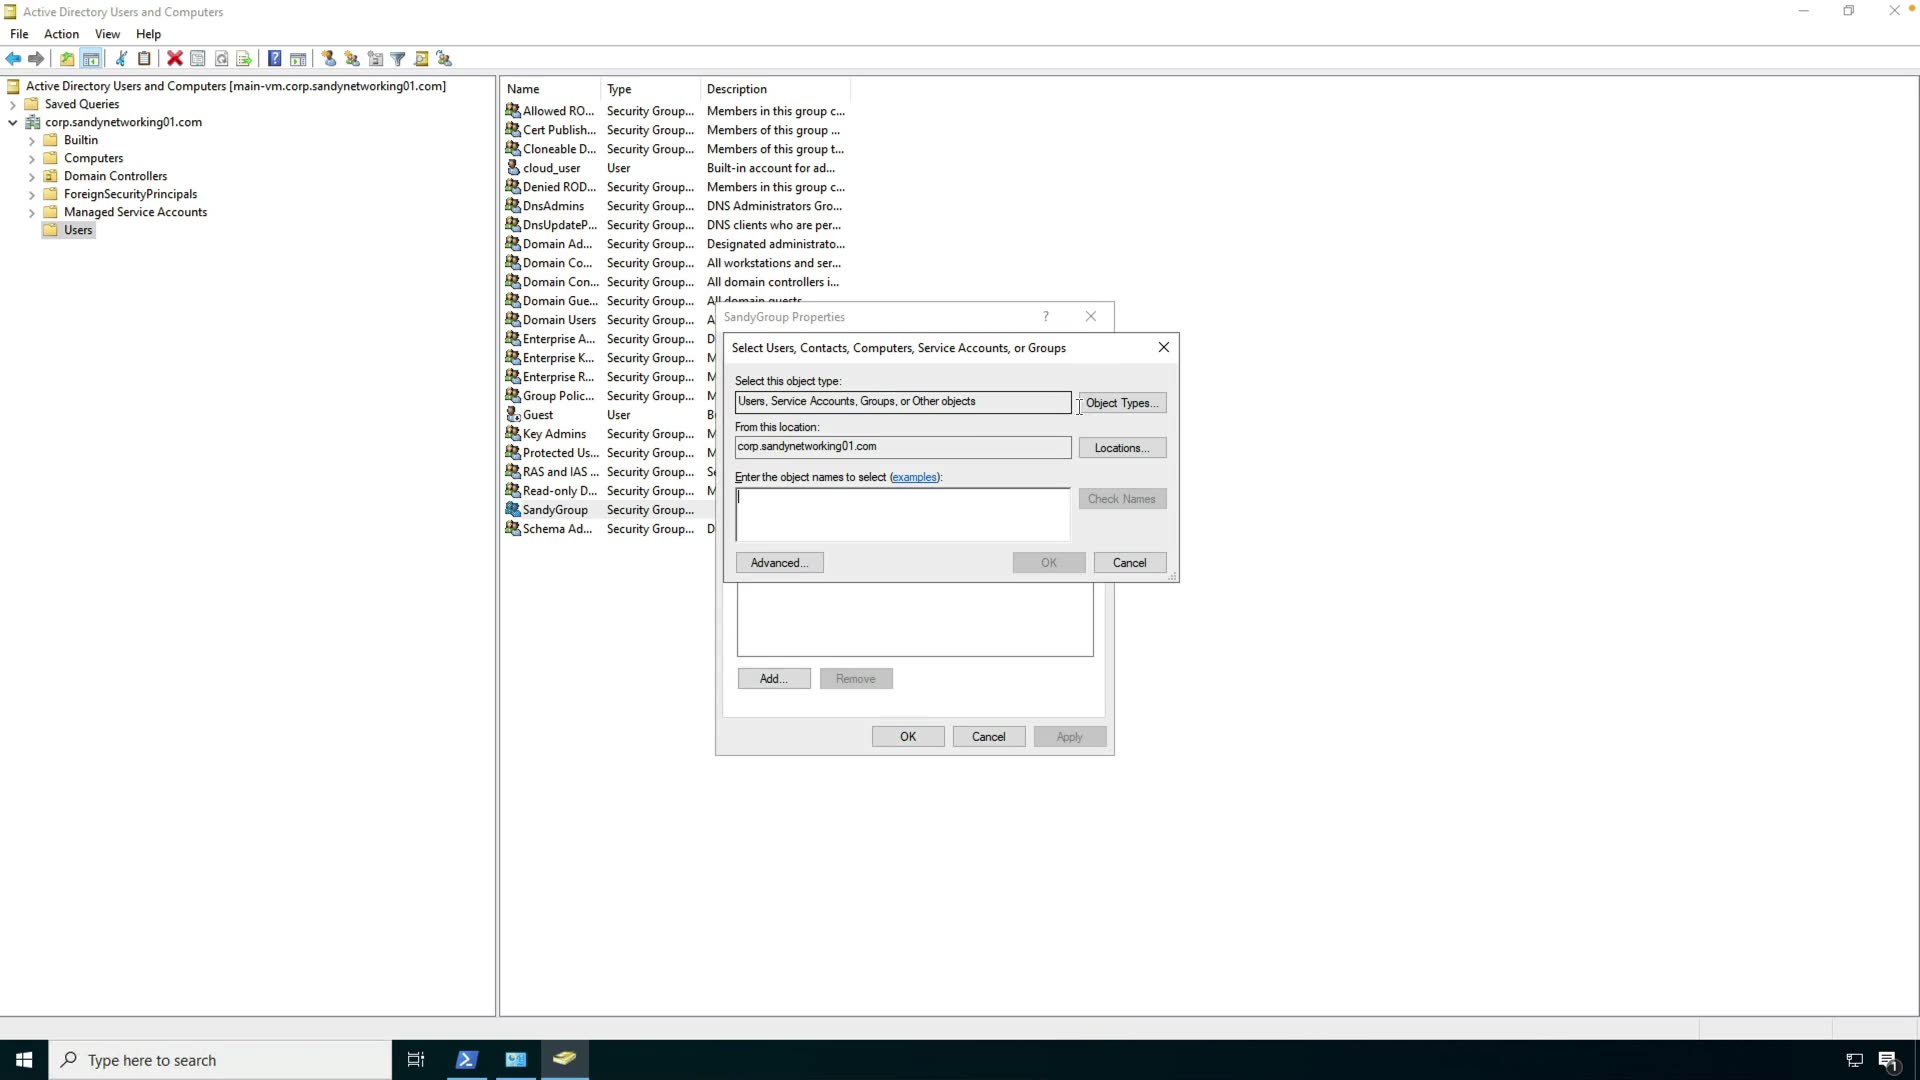 Active Directory Users and Computers
File Action View Help
Active Directory Users and Computers [main-vm.corp.sandynetworking01.com]
Saved Queries
corp.sandynetworking01.com
Builtin
Computers
Domain Controllers
ForeignSecurityPrincipals
Managed Service Accounts
Users
Name Type Description
Allowed RO... Security Group... Members in this group c...
Cert Publish... Security Group... Members of this group ...
Cloneable D... Security Group... Members of this group t...
cloud_user User Built-in account for ad...
Denied ROD... Security Group... Members in this group c...
DnsAdmins Security Group... DNS Administrators Gro...
DnsUpdateP... Security Group... DNS clients who are per...
Domain Ad... Security Group... Designated administrato...
Domain Co... Security Group... All workstations and ser...
Domain Con... Security Group... All domain controllers i...
Domain Gue... Security Group... All domain guests
Domain Users Security Group... A
Enterprise A... Security Group... D
Enterprise K... Security Group... M
Enterprise R... Security Group... M
Group Polic... Security Group... M
Guest User B
Key Admins Security Group... M
Protected Us... Security Group... M
RAS and IAS ... Security Group... S
Read-only D... Security Group... M
SandyGroup Security Group...
Schema Ad... Security Group... D
SandyGroup Properties ?
Select Users, Contacts, Computers, Service Accounts, or Groups
Select this object type:
Users, Service Accounts, Groups, or Other objects Object Types...
From this location:
corp.sandynetworking01.com Locations...
Enter the object names to select (examples):
Check Names
Advanced... OK Cancel
Add... Remove
OK Cancel Apply
Type here to search
1